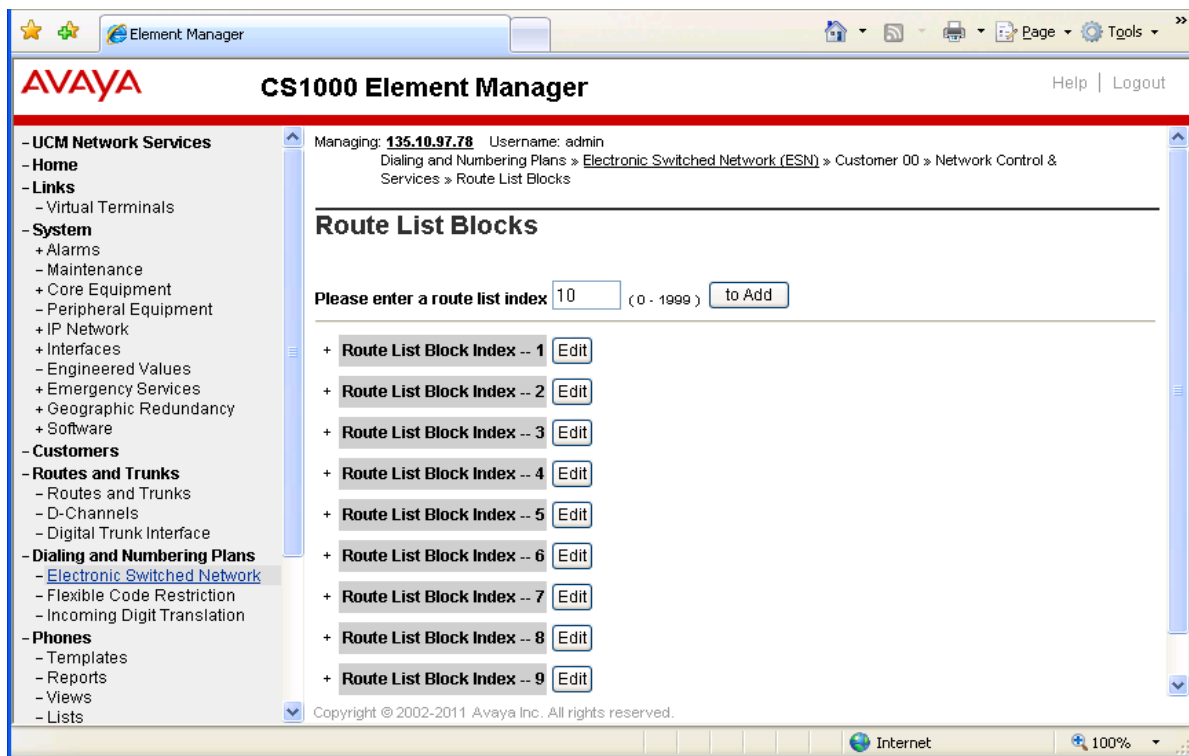 Element Manager
Page
Tools
»
AVAYA
CS1000 Element Manager
Help | Logout
– UCM Network Services
– Home
– Links
– Virtual Terminals
– System
+ Alarms
– Maintenance
+ Core Equipment
– Peripheral Equipment
+ IP Network
+ Interfaces
– Engineered Values
+ Emergency Services
+ Geographic Redundancy
+ Software
– Customers
– Routes and Trunks
– Routes and Trunks
– D-Channels
– Digital Trunk Interface
– Dialing and Numbering Plans
– Electronic Switched Network
– Flexible Code Restriction
– Incoming Digit Translation
– Phones
– Templates
– Reports
– Views
– Lists
Managing: 135.10.97.78 Username: admin
Dialing and Numbering Plans » Electronic Switched Network (ESN) » Customer 00 » Network Control &
Services » Route List Blocks
Route List Blocks
Please enter a route list index 10 ( 0 - 1999 ) to Add
+ Route List Block Index -- 1 Edit
+ Route List Block Index -- 2 Edit
+ Route List Block Index -- 3 Edit
+ Route List Block Index -- 4 Edit
+ Route List Block Index -- 5 Edit
+ Route List Block Index -- 6 Edit
+ Route List Block Index -- 7 Edit
+ Route List Block Index -- 8 Edit
+ Route List Block Index -- 9 Edit
Copyright © 2002-2011 Avaya Inc. All rights reserved.
Internet
100%